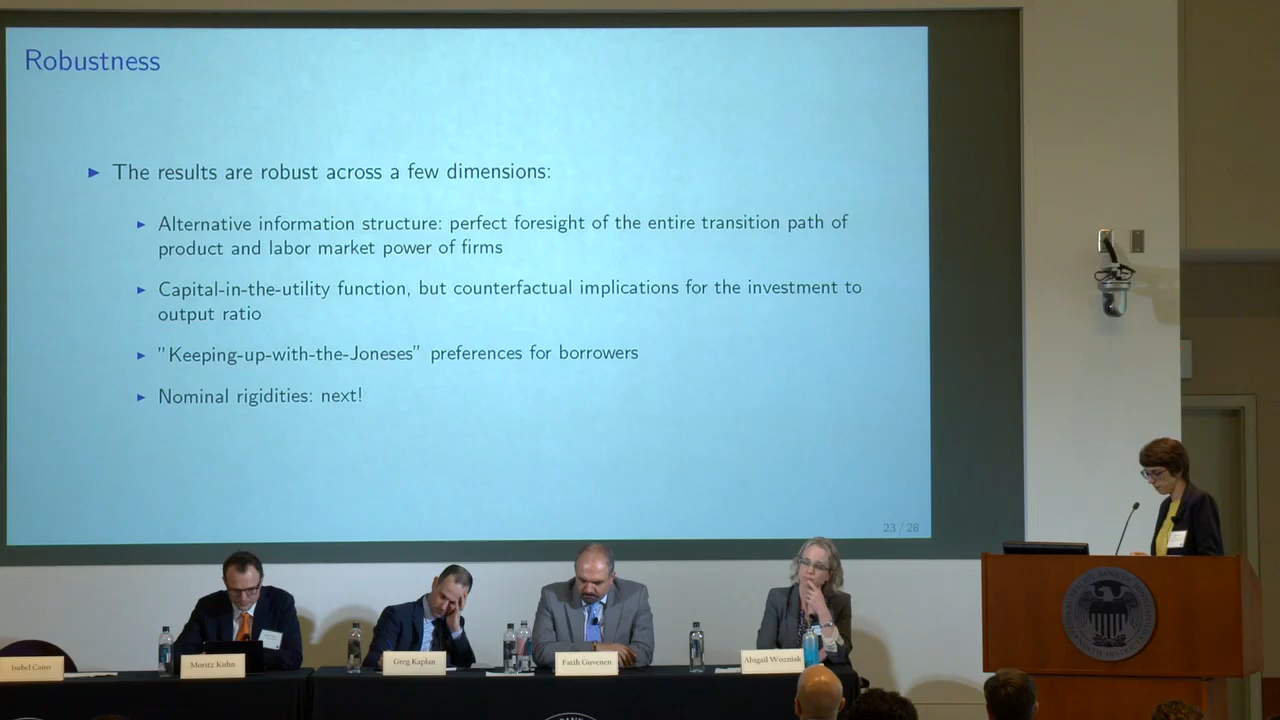 Robustness
▶ The results are robust across a few dimensions:
▶ Alternative information structure: perfect foresight of the entire transition path of
product and labor market power of firms
▶ Capital-in-the-utility function, but counterfactual implications for the investment to
output ratio
▶ "Keeping-up-with-the-Joneses" preferences for borrowers
▶ Nominal rigidities: next!
23 / 28
Isabel Cairo
Moritz Kuhn
Greg Kaplan
Fatih Guvenen
Abigail Wozniak